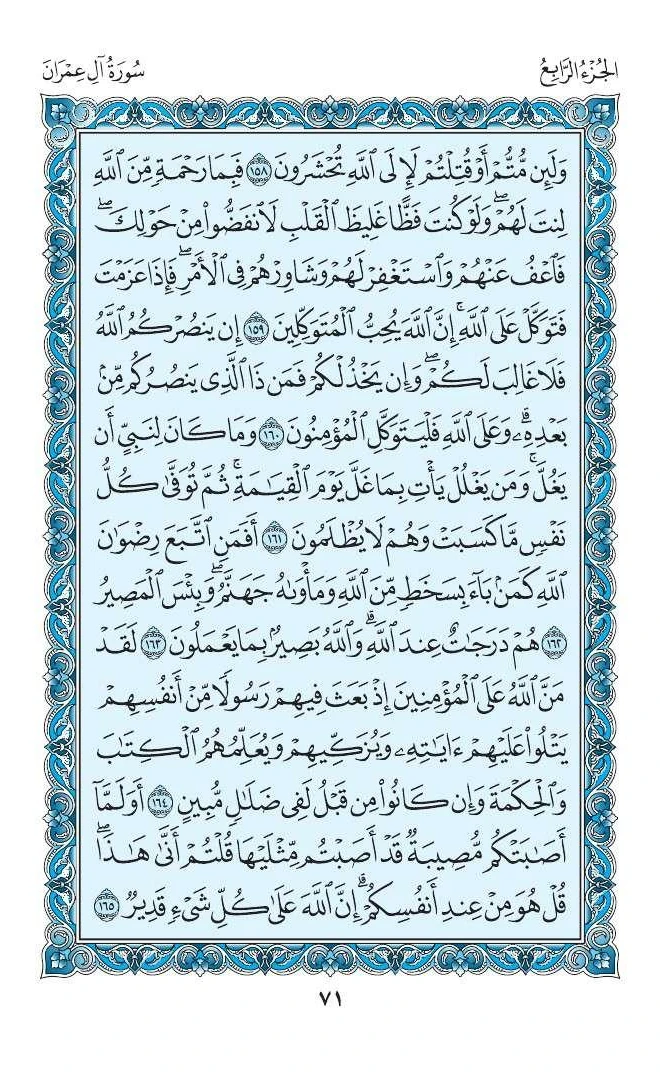 الجُزْءُ الرَّابِعُ
سُورَةُ آلِ عِمْرَانَ
وَلَئِن مُّتُّمْ أَوْ قُتِلْتُمْ لَإِلَى ٱللَّهِ تُحْشَرُونَ ١٥٨ فَبِمَا رَحْمَةٍ مِّنَ ٱللَّهِ
لِنتَ لَهُمْۖ وَلَوْ كُنتَ فَظًّا غَلِيظَ ٱلْقَلْبِ لَٱنفَضُّوا۟ مِنْ حَوْلِكَۖ
فَٱعْفُ عَنْهُمْ وَٱسْتَغْفِرْ لَهُمْ وَشَاوِرْهُمْ فِى ٱلْأَمْرِۖ فَإِذَا عَزَمْتَ
فَتَوَكَّلْ عَلَى ٱللَّهِۚ إِنَّ ٱللَّهَ يُحِبُّ ٱلْمُتَوَكِّلِينَ ١٥٩ إِن يَنصُرْكُمُ ٱللَّهُ
فَلَا غَالِبَ لَكُمْۖ وَإِن يَخْذُلْكُمْ فَمَن ذَا ٱلَّذِى يَنصُرُكُم مِّنۢ
بَعْدِهِۦۗ وَعَلَى ٱللَّهِ فَلْيَتَوَكَّلِ ٱلْمُؤْمِنُونَ ١٦٠ وَمَا كَانَ لِنَبِىٍّ أَن
يَغُلَّۚ وَمَن يَغْلُلْ يَأْتِ بِمَا غَلَّ يَوْمَ ٱلْقِيَٰمَةِۚ ثُمَّ تُوَفَّىٰ كُلُّ
نَفْسٍ مَّا كَسَبَتْ وَهُمْ لَا يُظْلَمُونَ ١٦١ أَفَمَنِ ٱتَّبَعَ رِضْوَٰنَ
ٱللَّهِ كَمَنۢ بَآءَ بِسَخَطٍ مِّنَ ٱللَّهِ وَمَأْوَىٰهُ جَهَنَّمُۖ وَبِئْسَ ٱلْمَصِيرُ
١٦٢ هُمْ دَرَجَٰتٌ عِندَ ٱللَّهِۗ وَٱللَّهُ بَصِيرٌۢ بِمَا يَعْمَلُونَ ١٦٣ لَقَدْ
مَنَّ ٱللَّهُ عَلَى ٱلْمُؤْمِنِينَ إِذْ بَعَثَ فِيهِمْ رَسُولًا مِّنْ أَنفُسِهِمْ
يَتْلُوا۟ عَلَيْهِمْ ءَايَٰتِهِۦ وَيُزَكِّيهِمْ وَيُعَلِّمُهُمُ ٱلْكِتَٰبَ
وَٱلْحِكْمَةَ وَإِن كَانُوا۟ مِن قَبْلُ لَفِى ضَلَٰلٍ مُّبِينٍ ١٦٤ أَوَلَمَّآ
أَصَٰبَتْكُم مُّصِيبَةٌ قَدْ أَصَبْتُم مِّثْلَيْهَا قُلْتُمْ أَنَّىٰ هَٰذَاۖ
قُلْ هُوَ مِنْ عِندِ أَنفُسِكُمْۗ إِنَّ ٱللَّهَ عَلَىٰ كُلِّ شَىْءٍ قَدِيرٌ ١٦٥
٧١